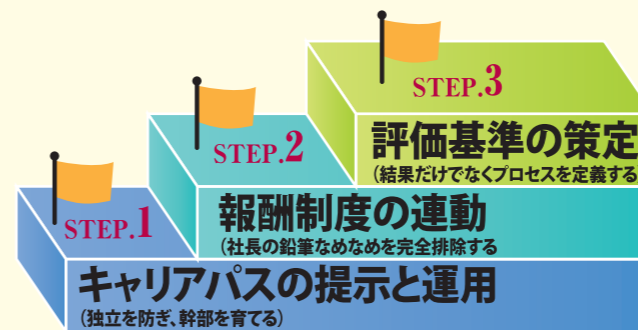 STEP.3
評価基準の策定
(結果だけでなくプロセスを定義する
STEP.2
報酬制度の連動
(社長の鉛筆なめなめを完全排除する
STEP.1
キャリアパスの提示と運用
(独立を防ぎ、幹部を育てる)